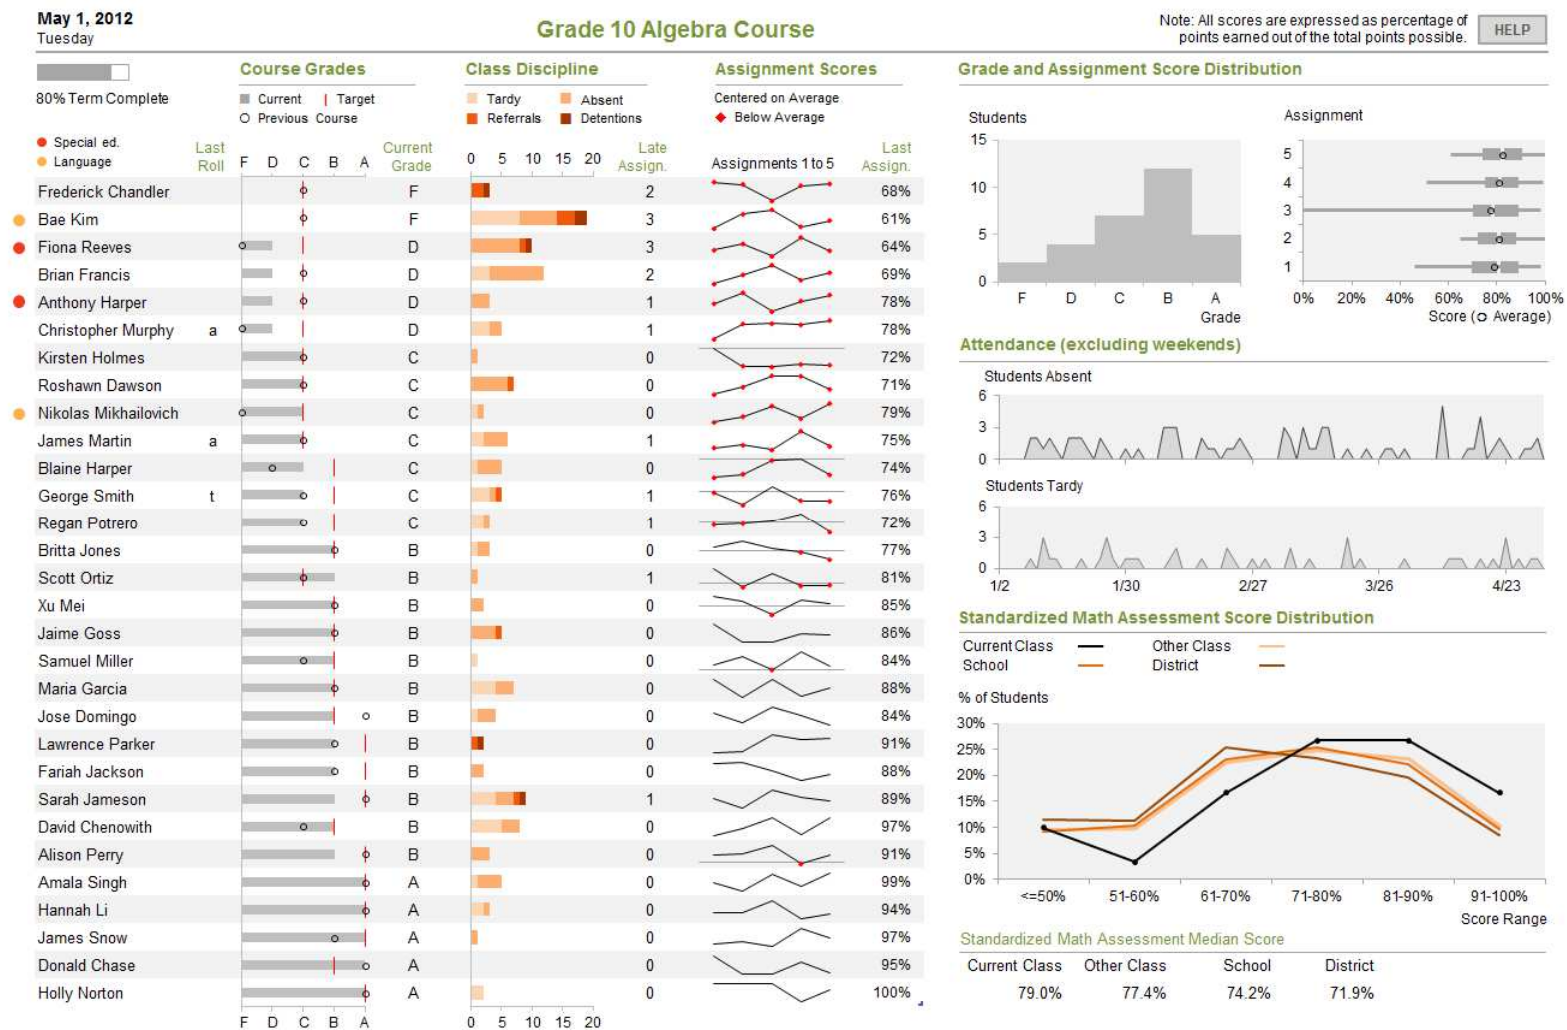 May 1, 2012
Tuesday
Grade 10 Algebra Course
Note: All scores are expressed as percentage of
points earned out of the total points possible.
HELP
80% Term Complete
Special ed.
Language
Last
Roll
Course Grades
Current Target
Previous Course
F D C B A
Current
Grade
Class Discipline
Tardy Absent
Referrals Detentions
0 5 10 15 20
Late
Assign.
Assignment Scores
Centered on Average
Below Average
Assignments 1 to 5
Last
Assign.
Frederick Chandler F 2 68%
Bae Kim F 3 61%
Fiona Reeves D 3 64%
Brian Francis D 2 69%
Anthony Harper D 1 78%
Christopher Murphy a D 1 78%
Kirsten Holmes C 0 72%
Roshawn Dawson C 0 71%
Nikolas Mikhailovich C 0 79%
James Martin a C 1 75%
Blaine Harper C 0 74%
George Smith t C 1 76%
Regan Potrero C 1 72%
Britta Jones B 0 77%
Scott Ortiz B 1 81%
Xu Mei B 0 85%
Jaime Goss B 0 86%
Samuel Miller B 0 84%
Maria Garcia B 0 88%
Jose Domingo B 0 84%
Lawrence Parker B 0 91%
Fariah Jackson B 0 88%
Sarah Jameson B 1 89%
David Chenowith B 0 97%
Alison Perry B 0 91%
Amala Singh A 0 99%
Hannah Li A 0 94%
James Snow A 0 97%
Donald Chase A 0 95%
Holly Norton A 0 100%
F D C B A
0 5 10 15 20
Grade and Assignment Score Distribution
Students
15
10
5
0
F D C B A
Grade
Assignment
5
4
3
2
1
0% 20% 40% 60% 80% 100%
Score (o Average)
Attendance (excluding weekends)
Students Absent
6
3
0
Students Tardy
6
3
0
1/2 1/30 2/27 3/26 4/23
Standardized Math Assessment Score Distribution
Current Class Other Class
School District
% of Students
30%
25%
20%
15%
10%
5%
0%
<=50% 51-60% 61-70% 71-80% 81-90% 91-100%
Score Range
Standardized Math Assessment Median Score
Current Class Other Class School District
79.0% 77.4% 74.2% 71.9%